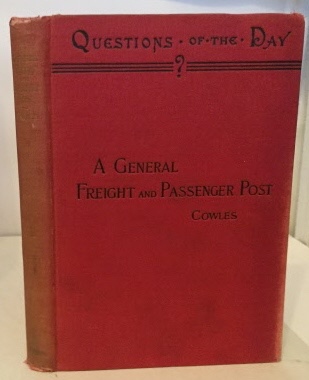 QUESTIONS · OF · THE · DAY
?
A GENERAL
FREIGHT AND PASSENGER POST
COWLES